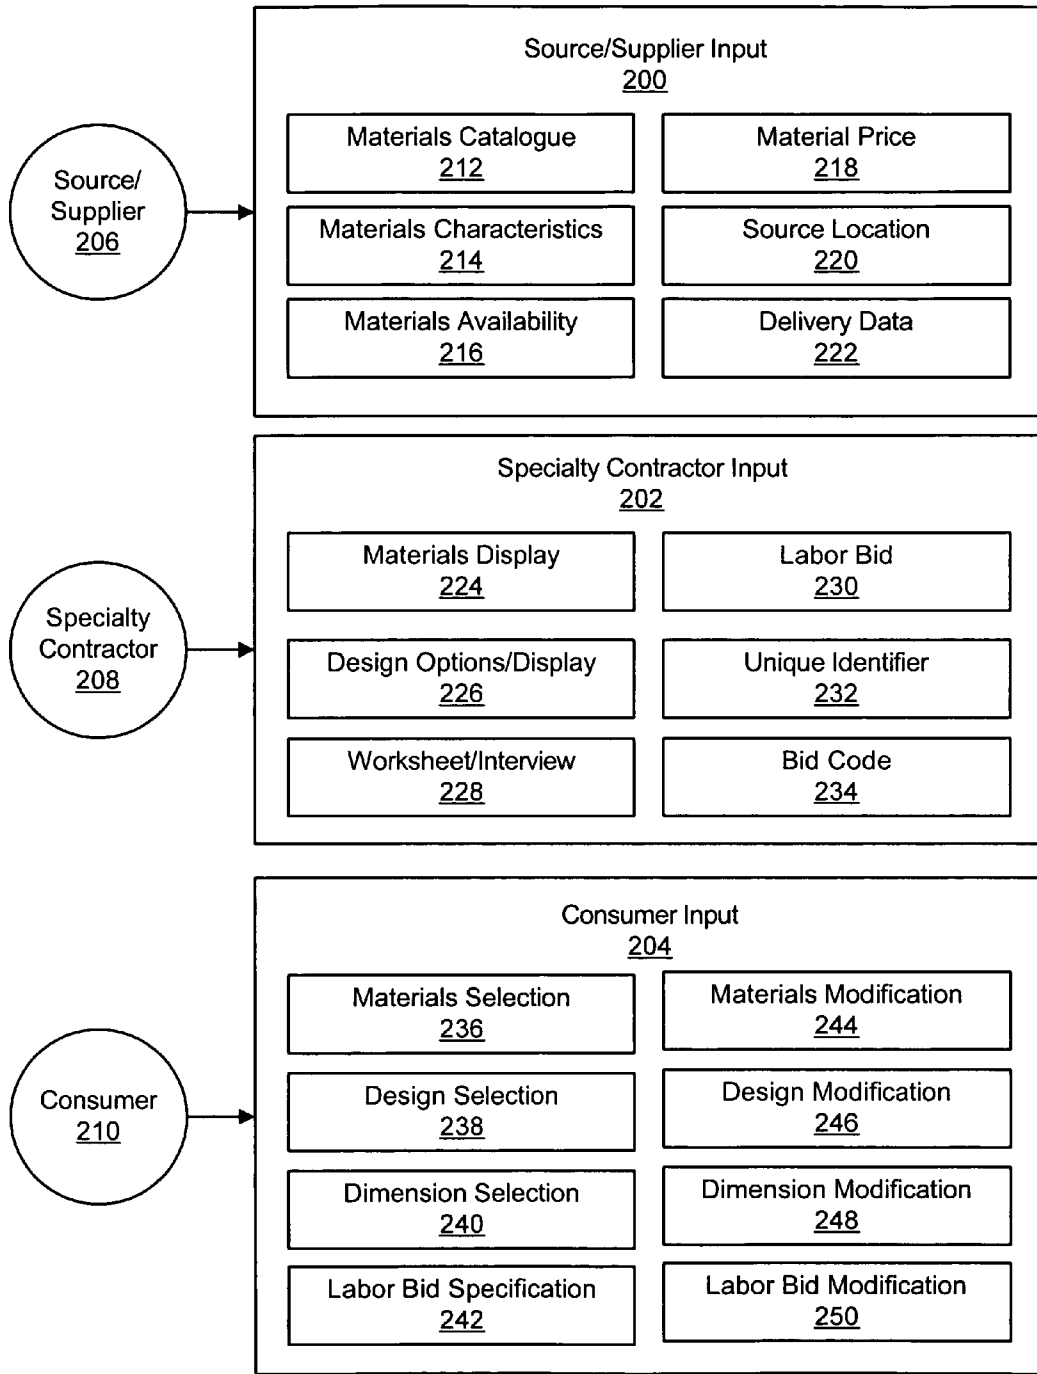 Source/Supplier Input
200
Source/
Supplier
206
Materials Catalogue
212
Material Price
218
Materials Characteristics
214
Source Location
220
Materials Availability
216
Delivery Data
222
Specialty Contractor Input
202
Specialty
Contractor
208
Materials Display
224
Labor Bid
230
Design Options/Display
226
Unique Identifier
232
Worksheet/Interview
228
Bid Code
234
Consumer Input
204
Consumer
210
Materials Selection
236
Materials Modification
244
Design Selection
238
Design Modification
246
Dimension Selection
240
Dimension Modification
248
Labor Bid Specification
242
Labor Bid Modification
250